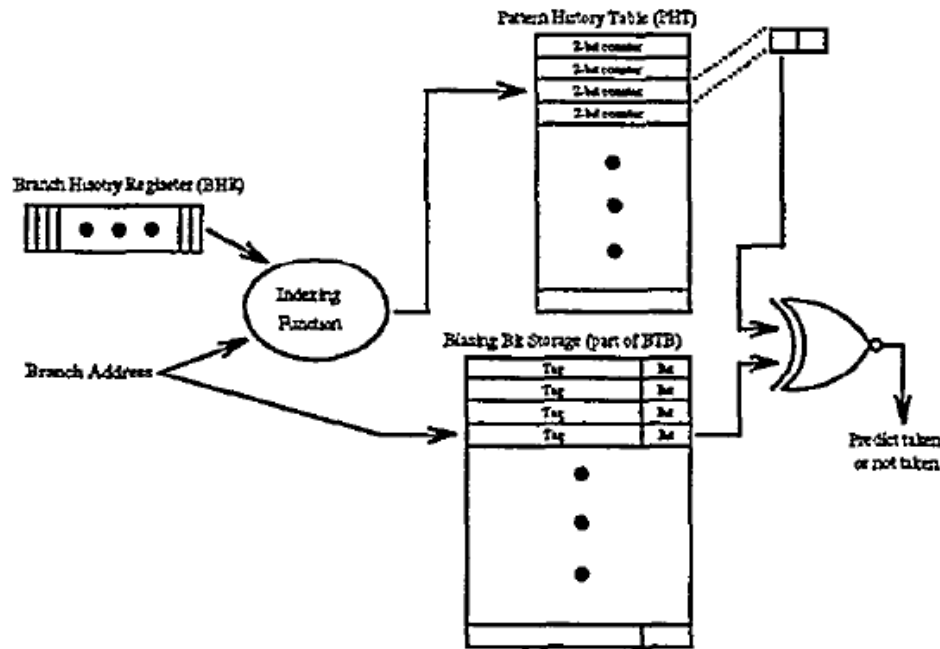 Pattern History Table (PHT)
2-bit counter
2-bit counter
2-bit counter
2-bit counter
Branch Hisotry Regiseter (BHR)
Indexing
Function
Branch Address
Biasing Bit Storage (part of BTB)
Tag Bit
Tag Bit
Tag Bit
Tag Bit
Predict taken
or not taken